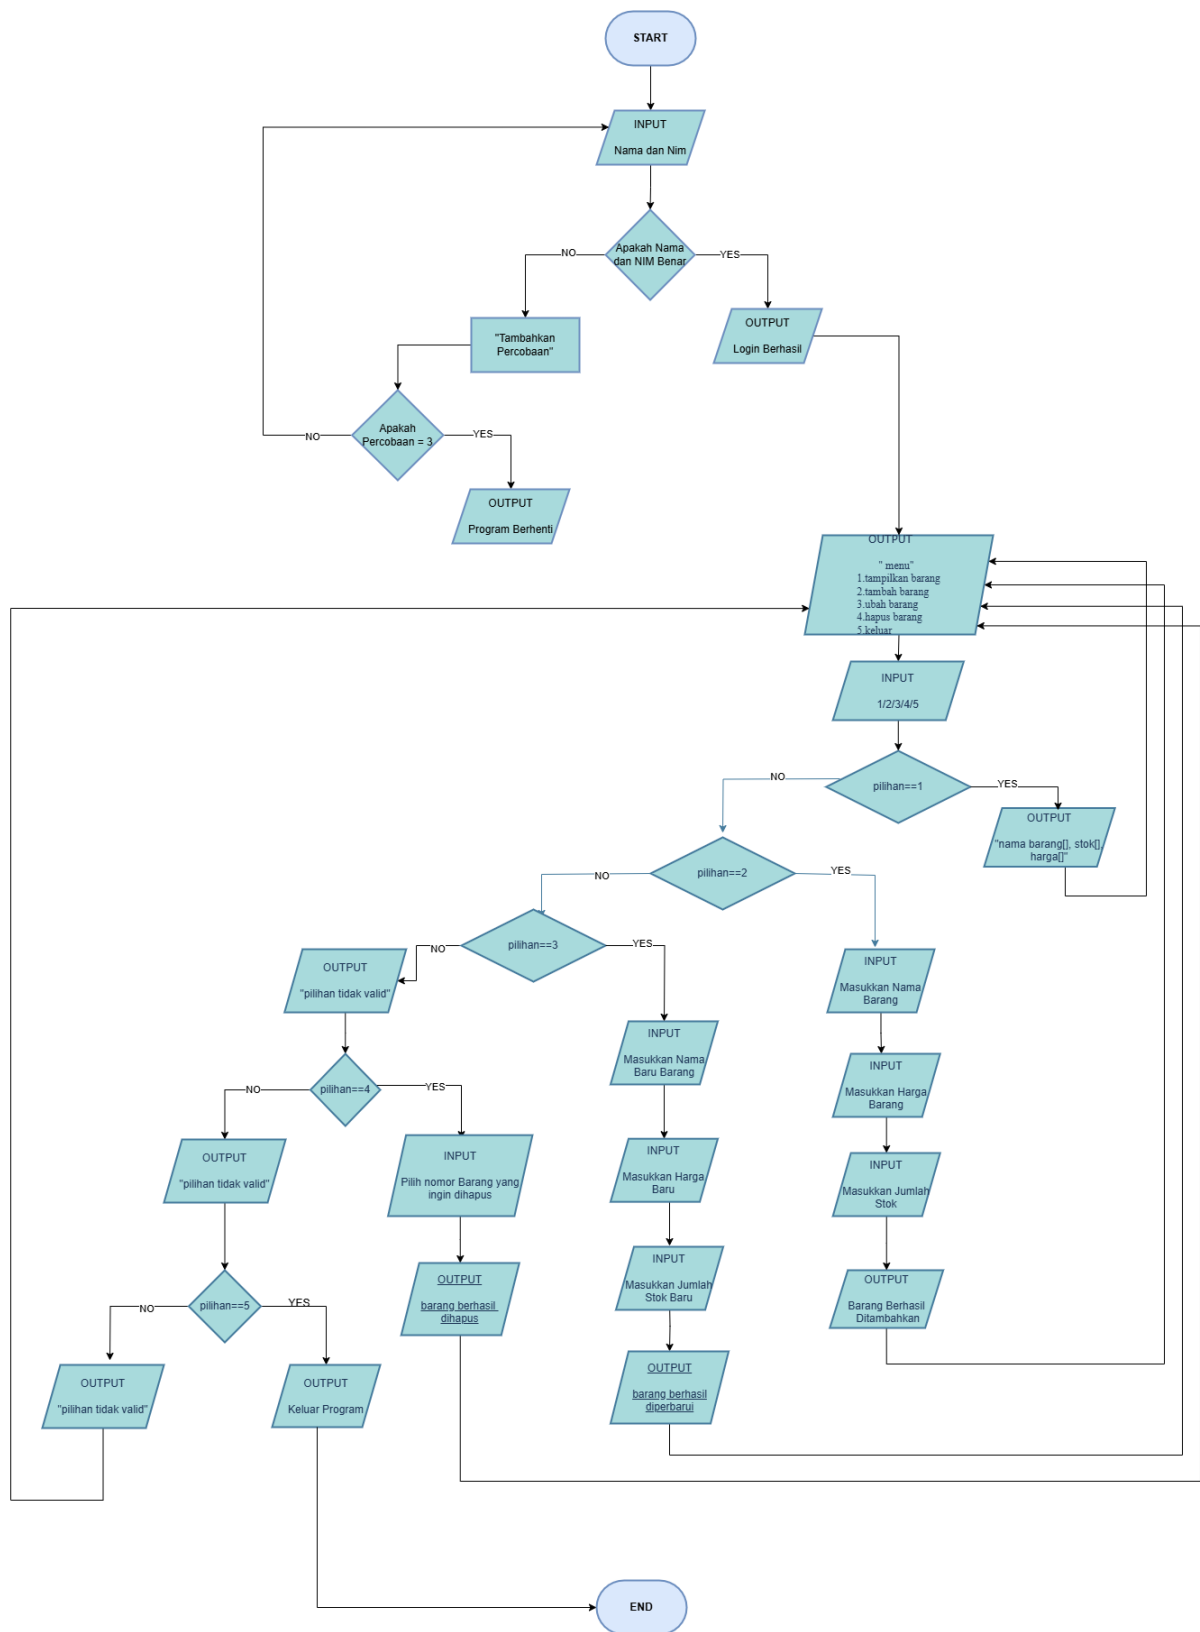 START
INPUT
Nama dan Nim
Apakah Nama
dan NIM Benar
NO
YES
"Tambahkan
Percobaan"
OUTPUT
Login Berhasil
Apakah
Percobaan = 3
NO
YES
OUTPUT
Program Berhenti
OUTPUT
" menu"
1.tampilkan barang
2.tambah barang
3.ubah barang
4.hapus barang
5.keluar
INPUT
1/2/3/4/5
pilihan==1
NO
YES
OUTPUT
"nama barang[], stok[],
harga[]"
pilihan==2
NO
YES
pilihan==3
NO
YES
OUTPUT
"pilihan tidak valid"
INPUT
Masukkan Nama
Barang
INPUT
Masukkan Nama
Baru Barang
INPUT
Masukkan Harga
Barang
pilihan==4
NO
YES
OUTPUT
"pilihan tidak valid"
INPUT
Pilih nomor Barang yang
ingin dihapus
INPUT
Masukkan Harga
Baru
INPUT
Masukkan Jumlah
Stok
INPUT
Masukkan Jumlah
Stok Baru
OUTPUT
Barang Berhasil
Ditambahkan
OUTPUT
barang berhasil
dihapus
pilihan==5
NO
YES
OUTPUT
"pilihan tidak valid"
OUTPUT
Keluar Program
OUTPUT
barang berhasil
diperbarui
END